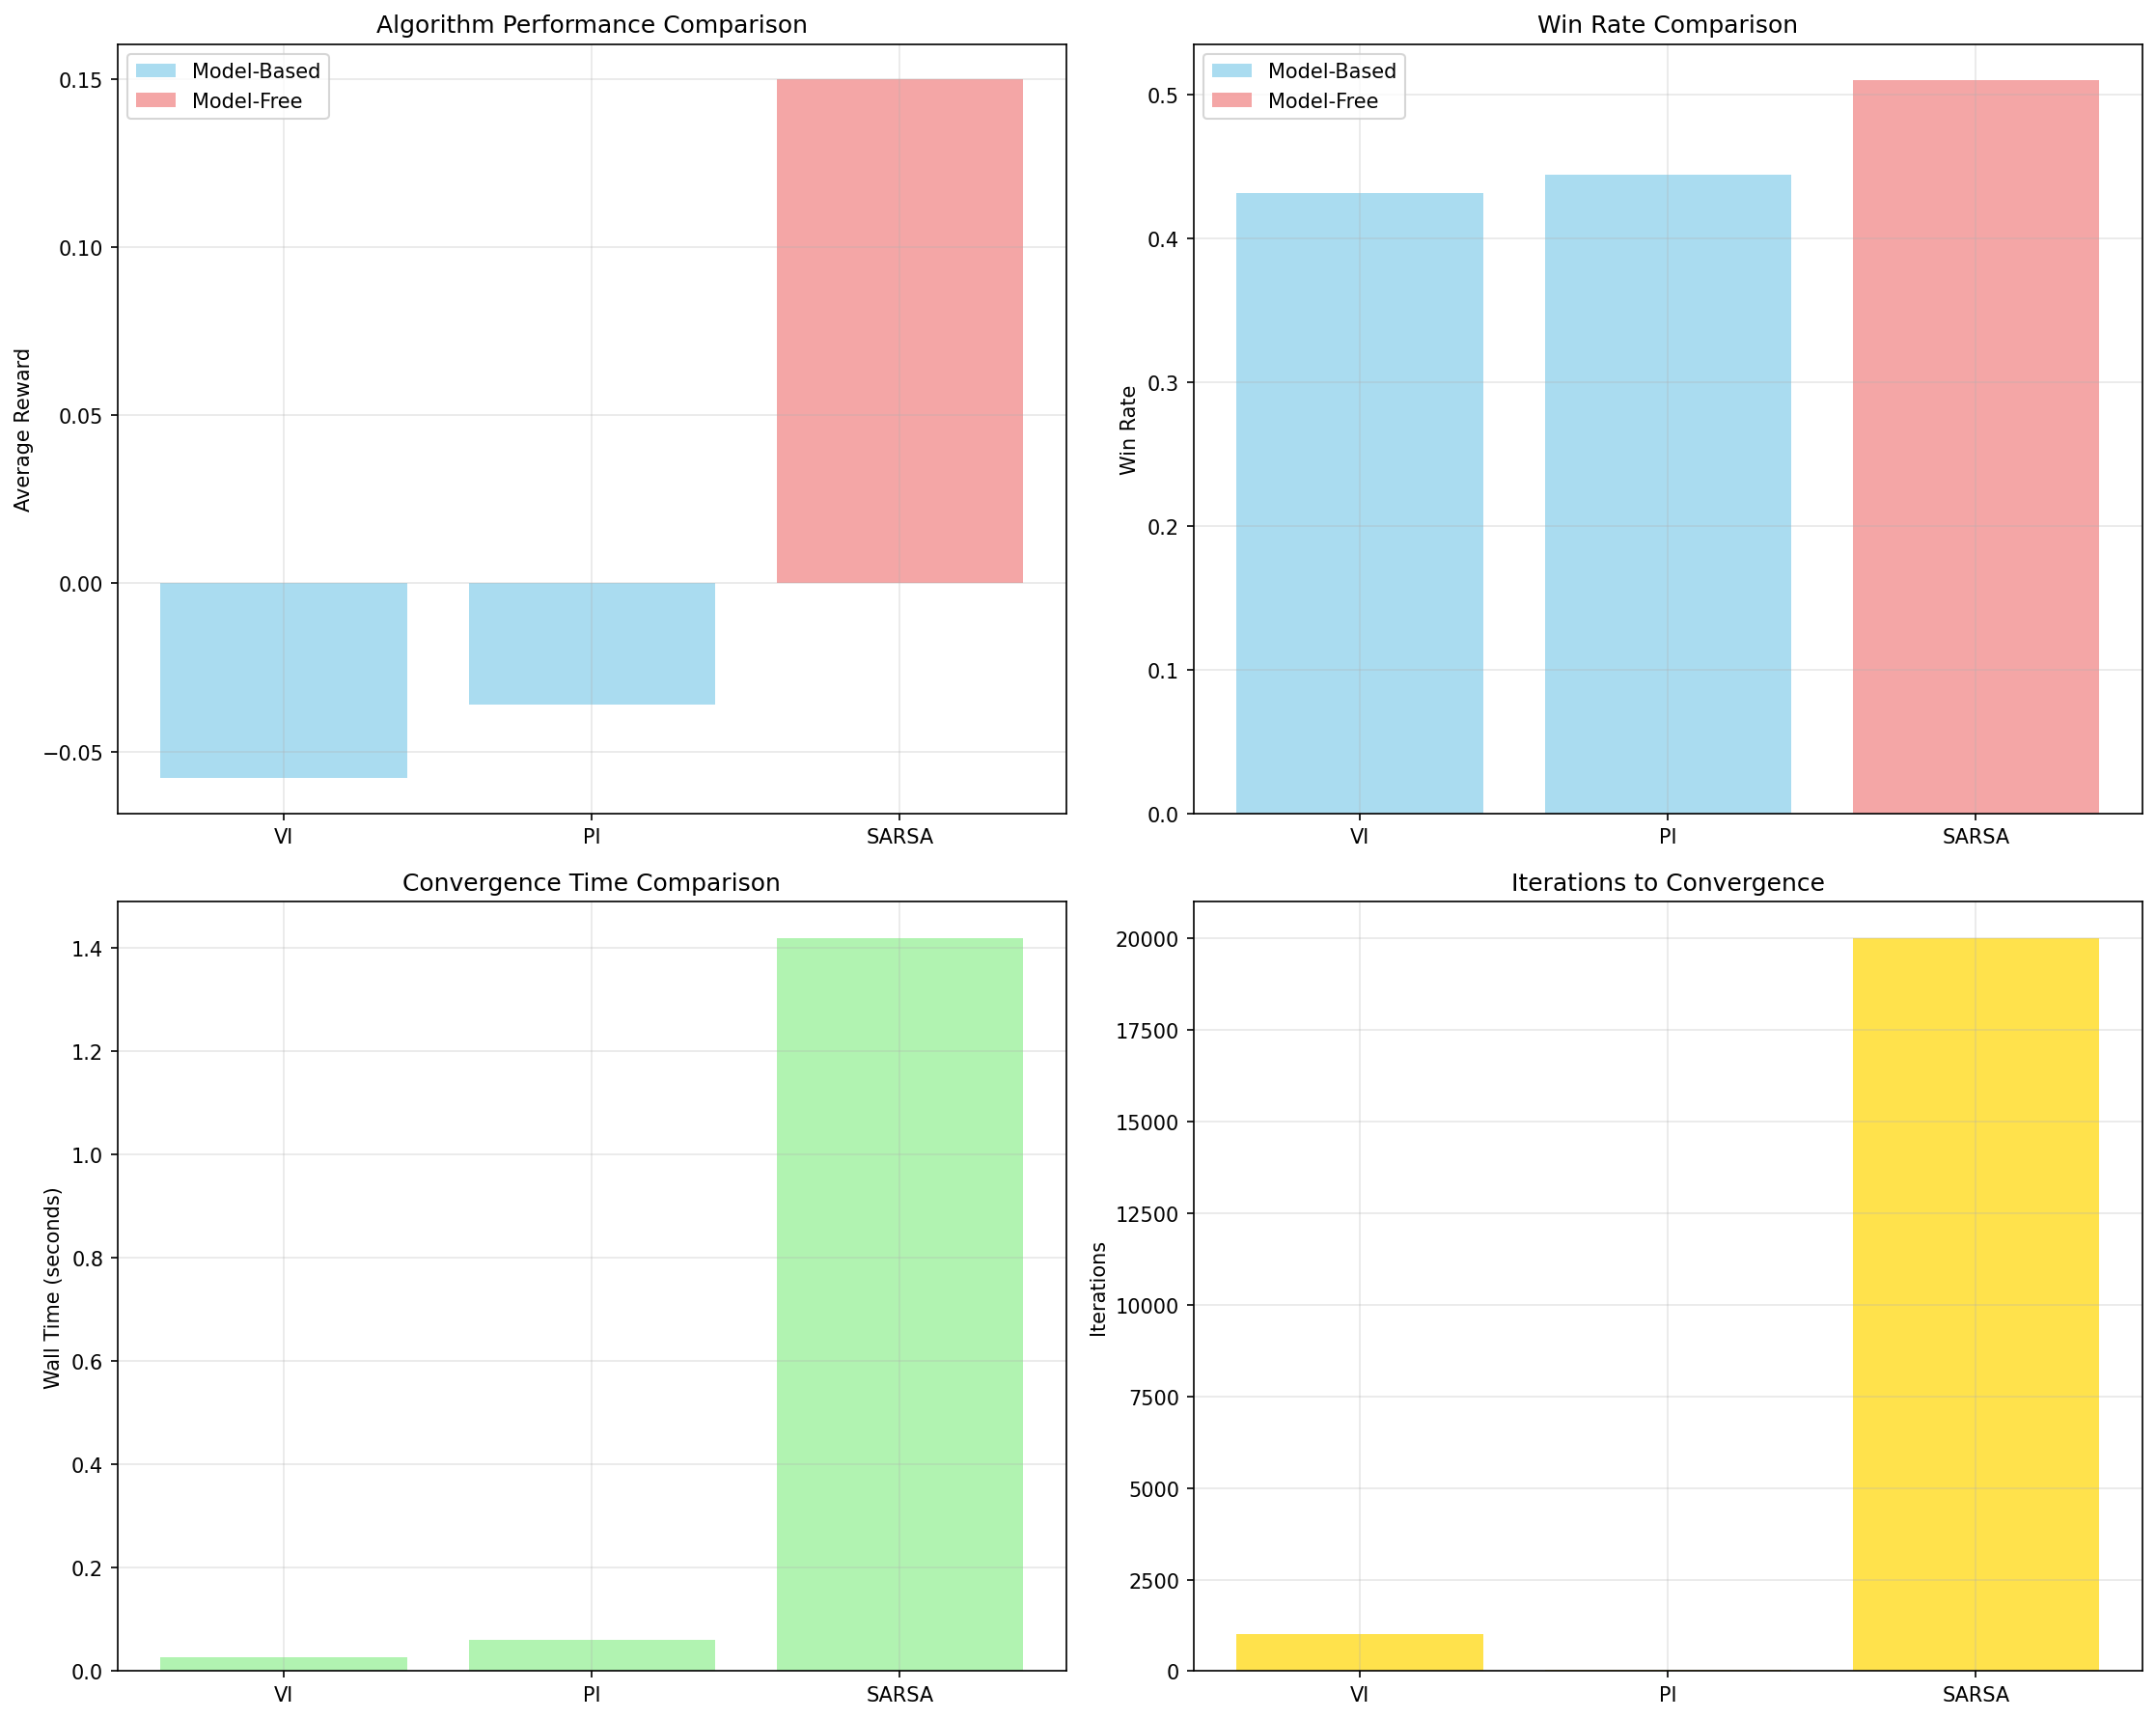 Algorithm Performance Comparison
Model-Based
Model-Free
Average Reward
0.15
0.10
0.05
0.00
−0.05
VI PI SARSA
Win Rate Comparison
Model-Based
Model-Free
Win Rate
0.5
0.4
0.3
0.2
0.1
0.0
VI PI SARSA
Convergence Time Comparison
Wall Time (seconds)
1.4
1.2
1.0
0.8
0.6
0.4
0.2
0.0
VI PI SARSA
Iterations to Convergence
Iterations
20000
17500
15000
12500
10000
7500
5000
2500
0
VI PI SARSA